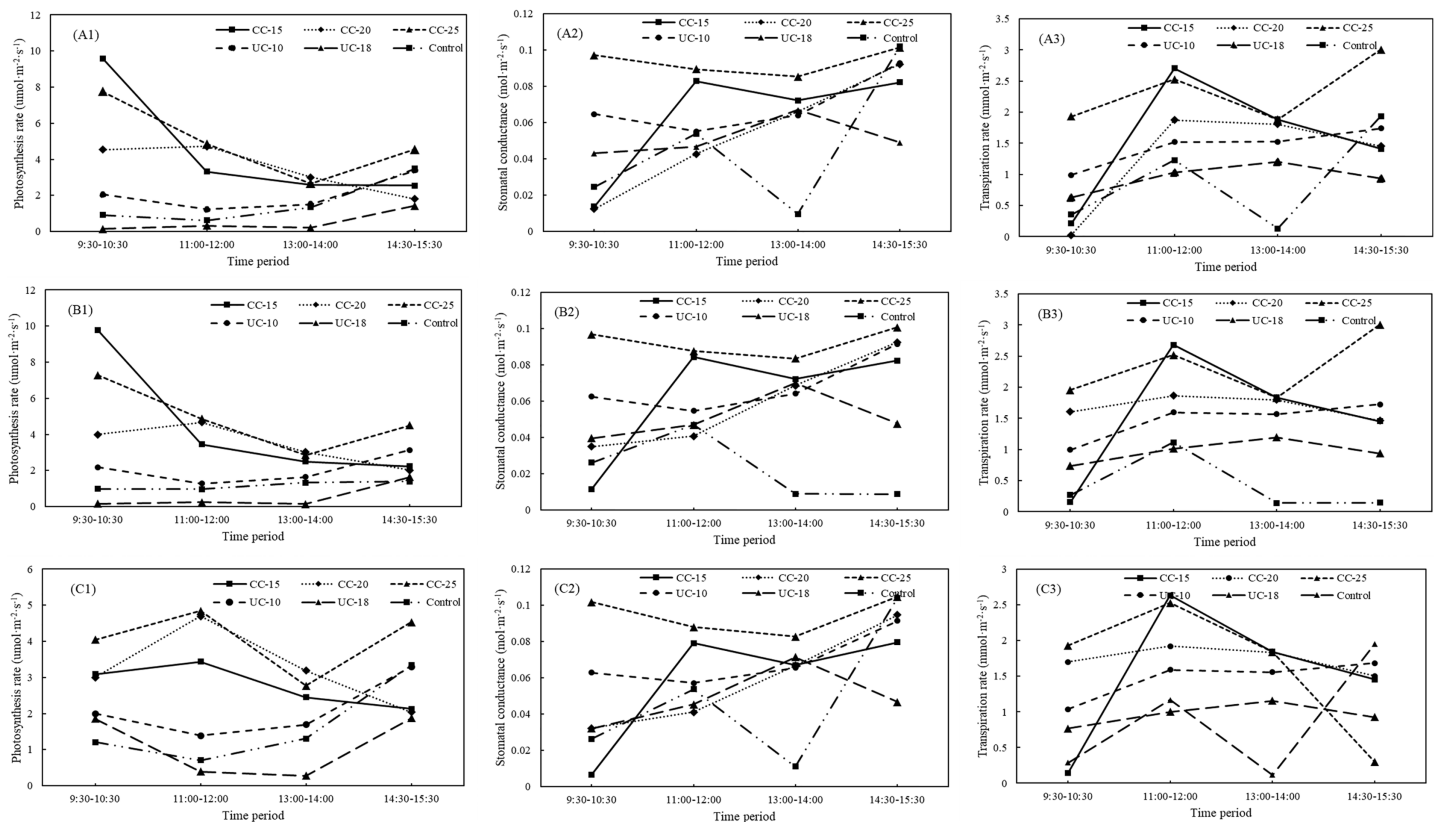 (A1)
CC-15 CC-20 CC-25
UC-10 UC-18 Control
Photosynthesis rate (umol·m⁻²·s⁻¹)
12
10
8
6
4
2
0
9:30-10:30 11:00-12:00 13:00-14:00 14:30-15:30
Time period
(A2)
CC-15 CC-20 CC-25
UC-10 UC-18 Control
Stomatal conductance (mol·m⁻²·s⁻¹)
0.12
0.1
0.08
0.06
0.04
0.02
0
9:30-10:30 11:00-12:00 13:00-14:00 14:30-15:30
Time period
(A3)
CC-15 CC-20 CC-25
UC-10 UC-18 Control
Transpiration rate (mmol·m⁻²·s⁻¹)
3.5
3
2.5
2
1.5
1
0.5
0
9:30-10:30 11:00-12:00 13:00-14:00 14:30-15:30
Time period
(B1)
CC-15 CC-20 CC-25
UC-10 UC-18 Control
Photosynthesis rate (umol·m⁻²·s⁻¹)
12
10
8
6
4
2
0
9:30-10:30 11:00-12:00 13:00-14:00 14:30-15:30
Time period
(B2)
CC-15 CC-20 CC-25
UC-10 UC-18 Control
Stomatal conductance (mol·m⁻²·s⁻¹)
0.12
0.1
0.08
0.06
0.04
0.02
0
9:30-10:30 11:00-12:00 13:00-14:00 14:30-15:30
Time period
(B3)
CC-15 CC-20 CC-25
UC-10 UC-18 Control
Transpiration rate (mmol·m⁻²·s⁻¹)
3.5
3
2.5
2
1.5
1
0.5
0
9:30-10:30 11:00-12:00 13:00-14:00 14:30-15:30
Time period
(C1)
CC-15 CC-20 CC-25
UC-10 UC-18 Control
Photosynthesis rate (umol·m⁻²·s⁻¹)
6
5
4
3
2
1
0
9:30-10:30 11:00-12:00 13:00-14:00 14:30-15:30
Time period
(C2)
CC-15 CC-20 CC-25
UC-10 UC-18 Control
Stomatal conductance (mol·m⁻²·s⁻¹)
0.12
0.1
0.08
0.06
0.04
0.02
0
9:30-10:30 11:00-12:00 13:00-14:00 14:30-15:30
Time period
(C3)
CC-15 CC-20 CC-25
UC-10 UC-18 Control
Transpiration rate (mmol·m⁻²·s⁻¹)
3
2.5
2
1.5
1
0.5
0
9:30-10:30 11:00-12:00 13:00-14:00 14:30-15:30
Time period